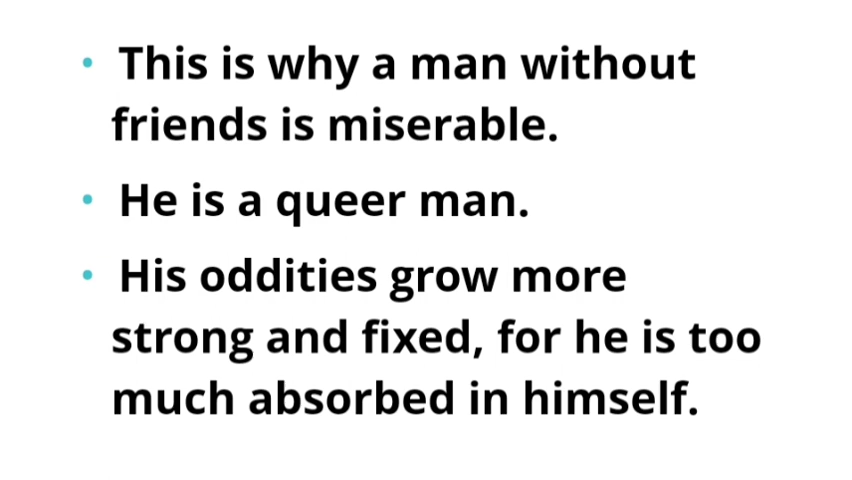 • This is why a man without
friends is miserable.
• He is a queer man.
• His oddities grow more
strong and fixed, for he is too
much absorbed in himself.